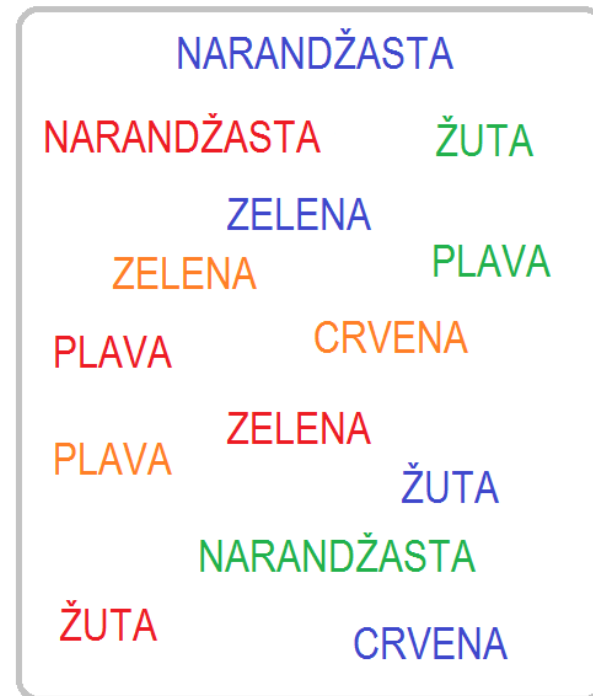 NARANDŽASTA
NARANDŽASTA
ŽUTA
ZELENA
ZELENA
PLAVA
PLAVA
CRVENA
PLAVA
ZELENA
ŽUTA
NARANDŽASTA
ŽUTA
CRVENA